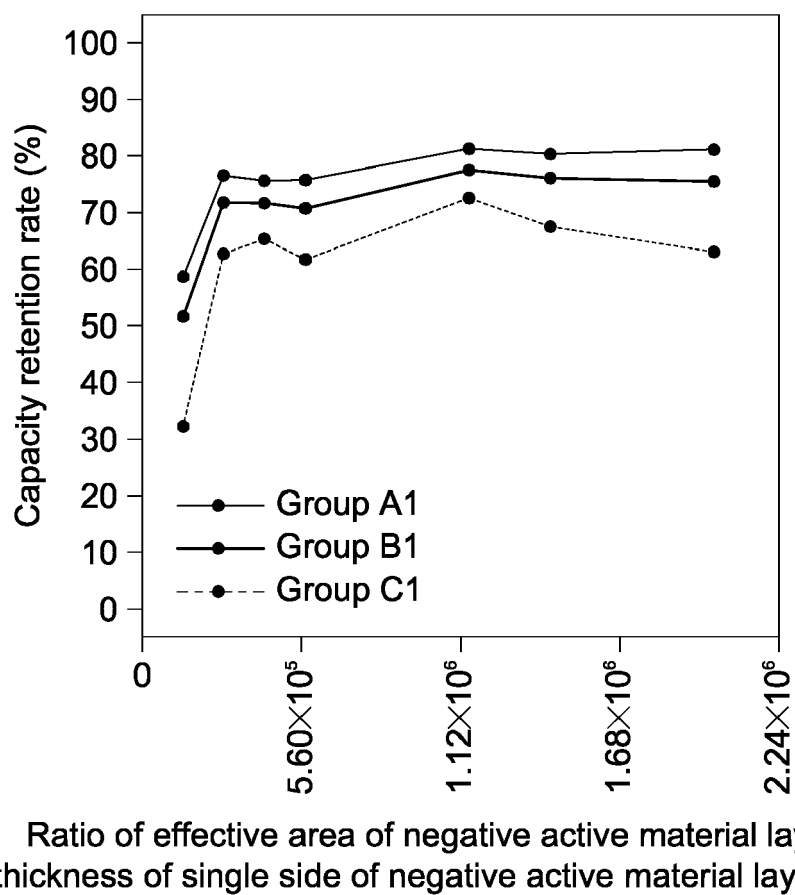 Capacity retention rate (%)
100
90
80
70
60
50
40
30
20
10
0
Group A1
Group B1
Group C1
0
5.60×10⁵
1.12×10⁶
1.68×10⁶
2.24×10⁶
Ratio of effective area of negative active material lay
thickness of single side of negative active material lay